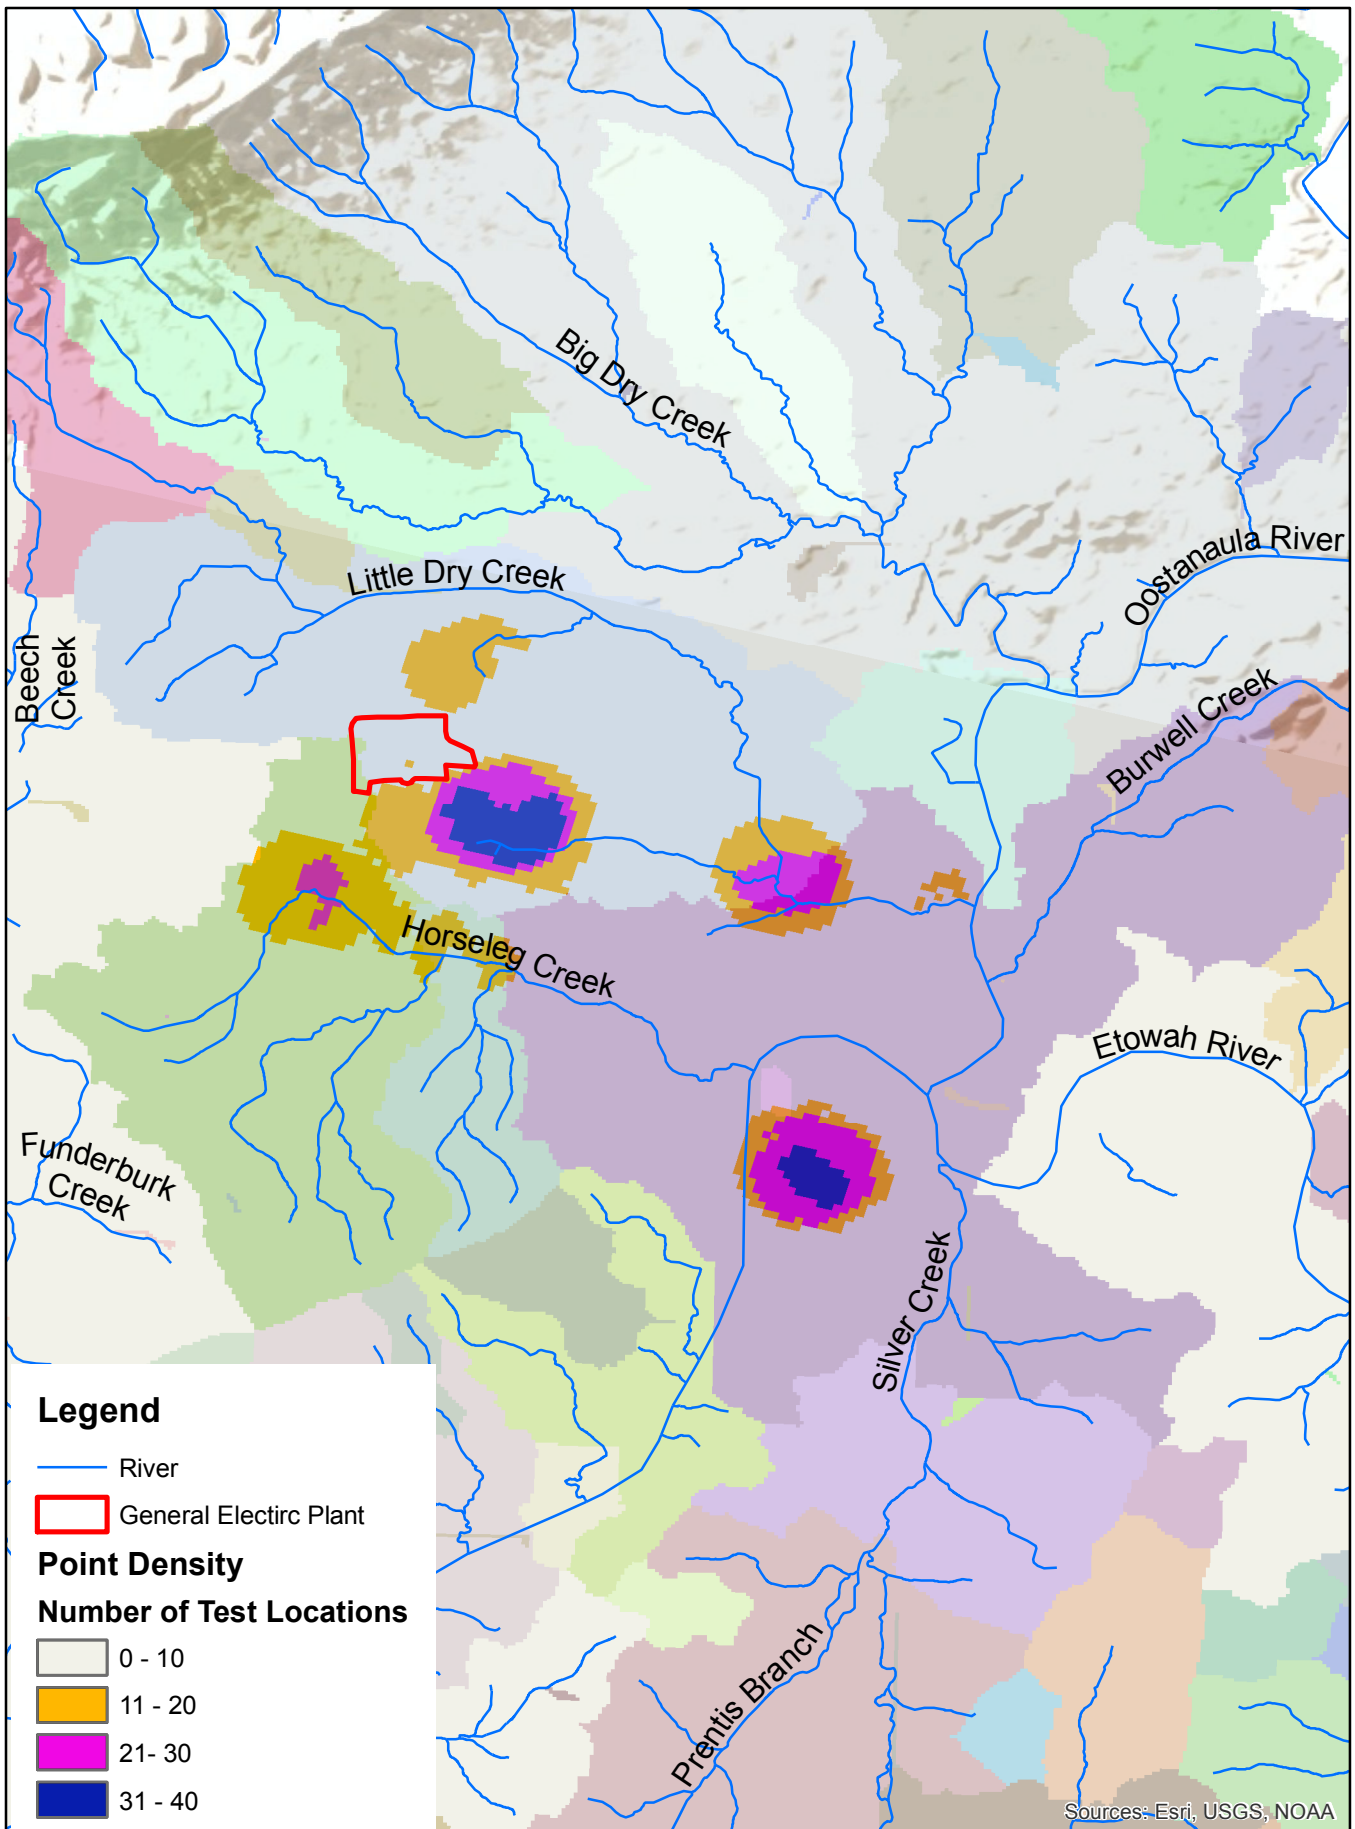 Big Dry Creek
Little Dry Creek
Oostanaula River
Beech
Creek
Burwell Creek
Horseleg Creek
Etowah River
Funderburk
Creek
Silver Creek
Prentis Branch
Legend
River
General Electirc Plant
Point Density
Number of Test Locations
0 - 10
11 - 20
21- 30
31 - 40
Sources: Esri, USGS, NOAA